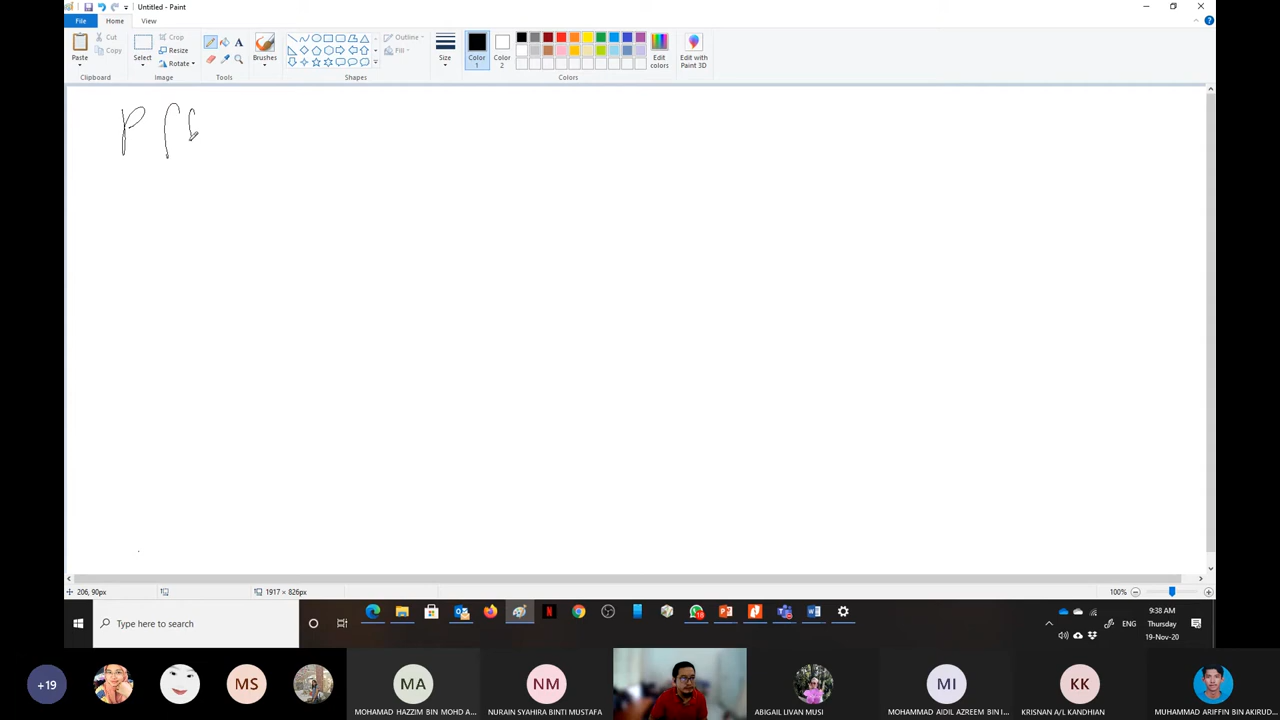 Untitled - Paint
File
Home
View
Paste
Cut
Copy
Clipboard
Select
Crop
Resize
Rotate
Image
A
Tools
Brushes
Outline
Fill
Shapes
Size
Color
1
Color
2
Edit
colors
Colors
Edit with
Paint 3D
P
206, 90px
1917 × 826px
100%
Type here to search
ENG
9:38 AM
Thursday
19-Nov-20
+19
MS
MA
MOHAMAD HAZZIM BIN MOHD A...
NM
NURAIN SYAHIRA BINTI MUSTAFA
ABIGAIL LIVAN MUSI
MI
MOHAMMAD AIDIL AZREEM BIN I...
KK
KRISNAN A/L KANDHIAN
MUHAMMAD ARIFFIN BIN AKIRUD...